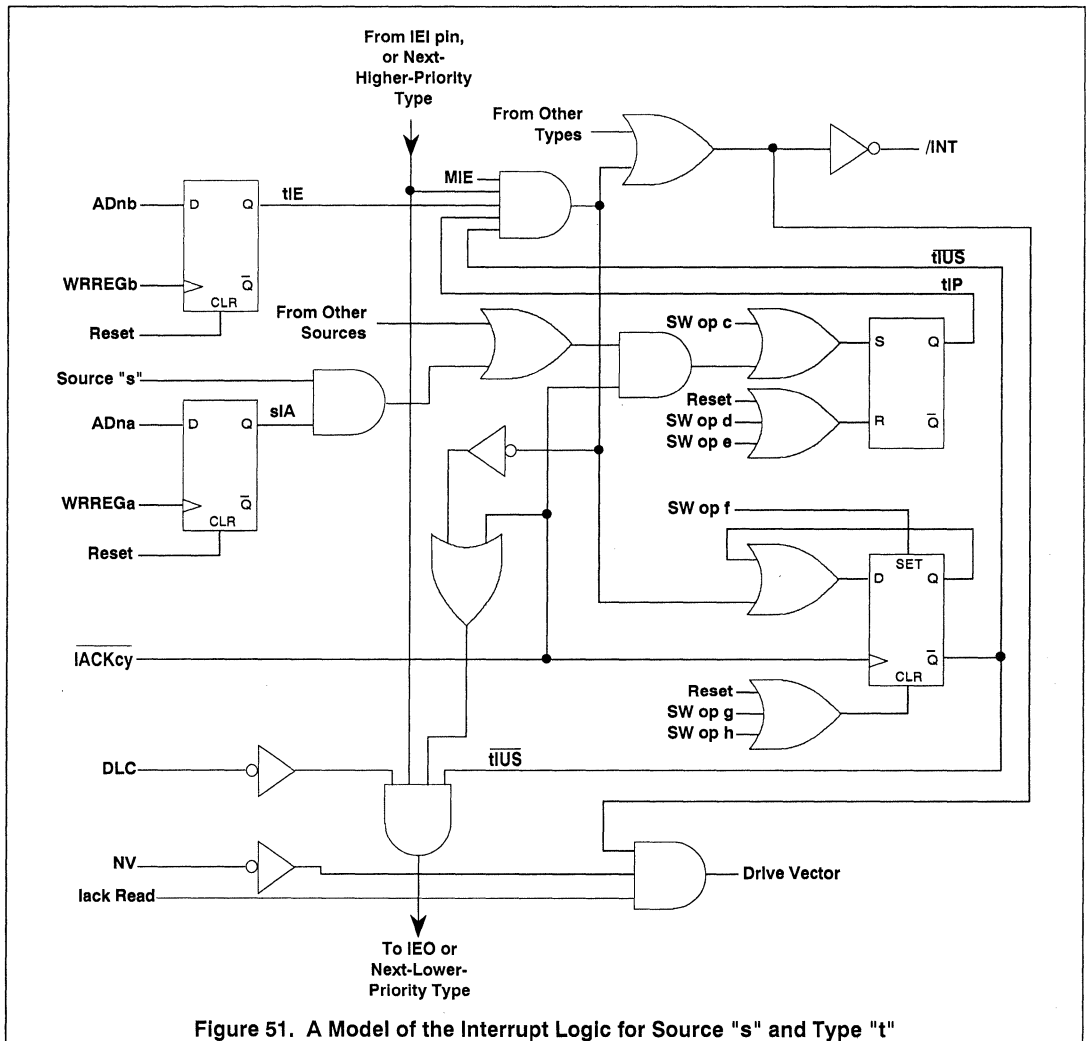 From IEI pin,
or Next-
Higher-Priority
Type
From Other
Types
/INT
MIE
ADnb
D
Q
tIE
WRREGb
Q̅
CLR
Reset
t̅I̅U̅S̅
tIP
From Other
Sources
SW op c
S
Q
Source "s"
Reset
SW op d
SW op e
R
Q̅
ADna
D
Q
sIA
WRREGa
Q̅
CLR
Reset
SW op f
SET
D
Q
I̅A̅C̅K̅c̅y̅
Q̅
CLR
Reset
SW op g
SW op h
DLC
t̅I̅U̅S̅
NV
Iack Read
Drive Vector
To IEO or
Next-Lower-
Priority Type
Figure 51. A Model of the Interrupt Logic for Source "s" and Type "t"